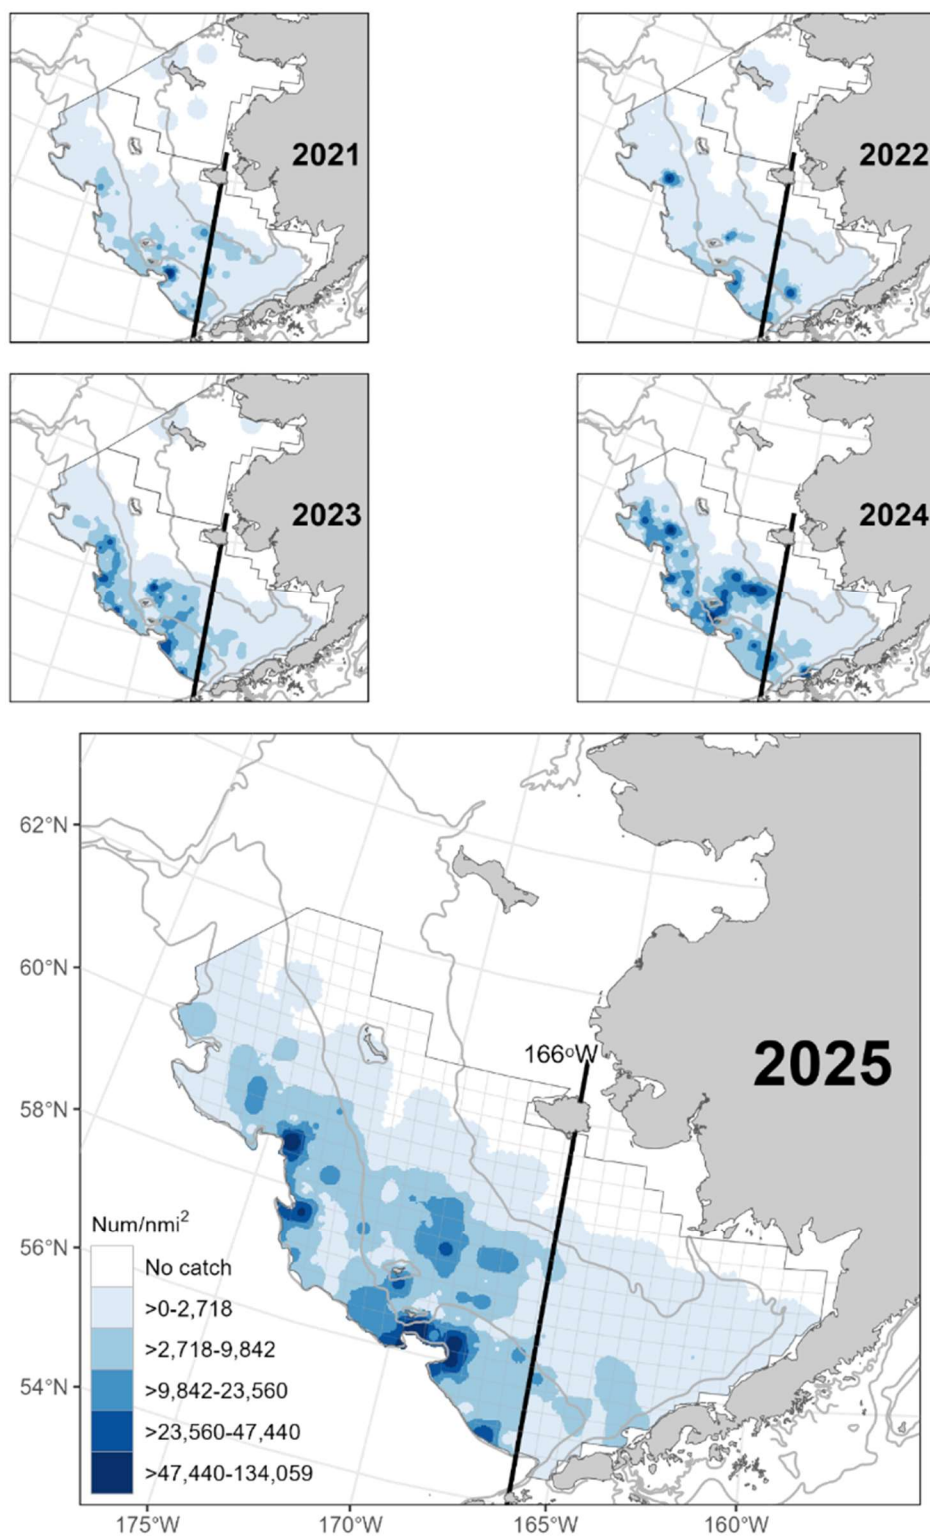 2021
2022
2023
2024
2025
166°W
62°N
60°N
58°N
56°N
54°N
Num/nmi²
No catch
>0-2,718
>2,718-9,842
>9,842-23,560
>23,560-47,440
>47,440-134,059
175°W
170°W
165°W
160°W